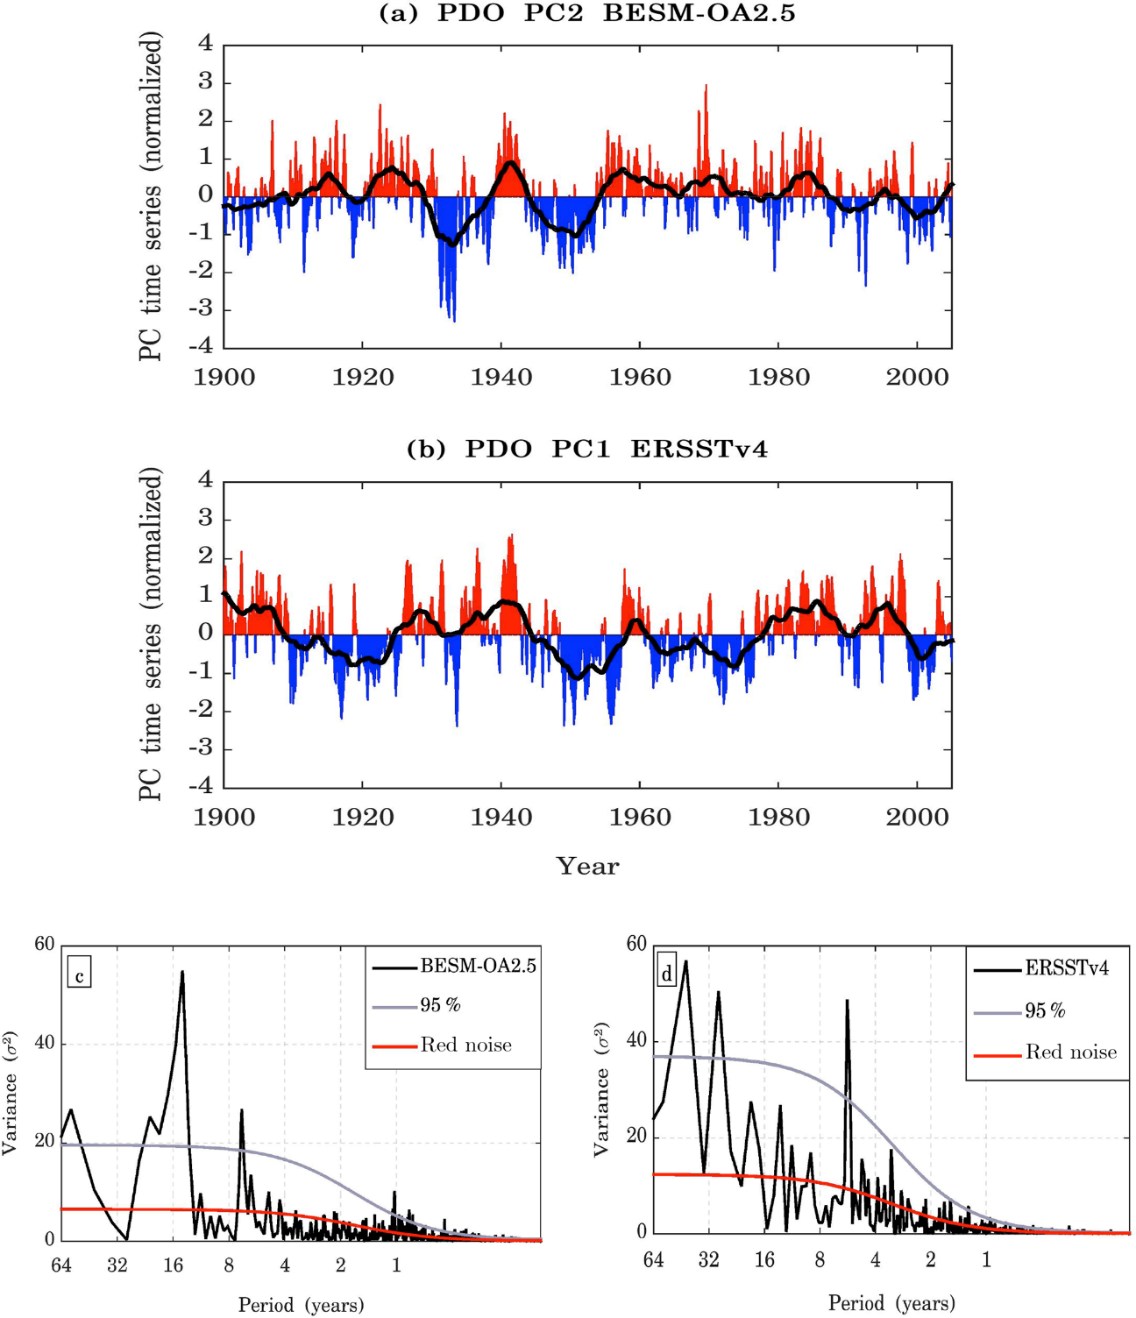 (a) PDO PC2 BESM-OA2.5
PC time series (normalized)
4
3
2
1
0
-1
-2
-3
-4
1900 1920 1940 1960 1980 2000
(b) PDO PC1 ERSSTv4
PC time series (normalized)
4
3
2
1
0
-1
-2
-3
-4
1900 1920 1940 1960 1980 2000
Year
c
BESM-OA2.5
95 %
Red noise
Variance (σ²)
60
40
20
0
64 32 16 8 4 2 1
Period (years)
d
ERSSTv4
95 %
Red noise
Variance (σ²)
60
40
20
0
64 32 16 8 4 2 1
Period (years)